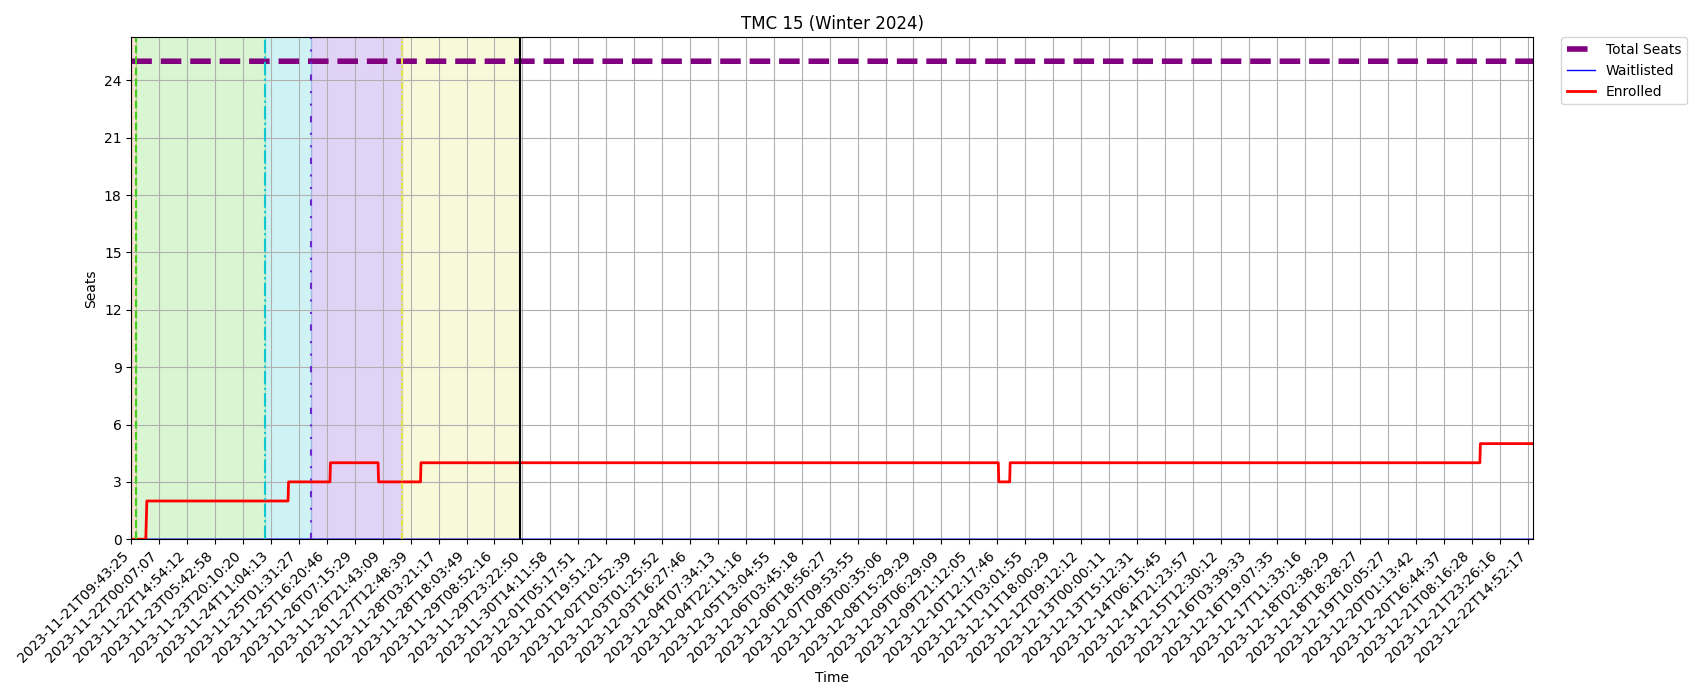 TMC 15 (Winter 2024)
Total Seats
Waitlisted
Enrolled
Seats
24
21
18
15
12
9
6
3
0
2023-11-21T09:43:25
2023-11-22T00:07:07
2023-11-22T14:54:12
2023-11-23T05:42:58
2023-11-23T20:10:20
2023-11-24T11:04:13
2023-11-25T01:31:27
2023-11-25T16:20:46
2023-11-26T07:15:29
2023-11-26T21:43:09
2023-11-27T12:48:39
2023-11-28T03:21:17
2023-11-28T18:03:49
2023-11-29T08:52:16
2023-11-29T23:22:50
2023-11-30T14:11:58
2023-12-01T05:17:51
2023-12-01T19:51:21
2023-12-02T10:52:39
2023-12-03T01:25:52
2023-12-03T16:27:46
2023-12-04T07:34:13
2023-12-04T22:11:16
2023-12-05T13:04:55
2023-12-06T03:45:18
2023-12-06T18:56:27
2023-12-07T09:53:55
2023-12-08T00:35:06
2023-12-08T15:29:29
2023-12-09T06:29:09
2023-12-09T21:12:05
2023-12-10T12:17:46
2023-12-11T03:01:55
2023-12-11T18:00:29
2023-12-12T09:12:12
2023-12-13T00:00:11
2023-12-13T15:12:31
2023-12-14T06:15:45
2023-12-14T21:23:57
2023-12-15T12:30:12
2023-12-16T03:39:33
2023-12-16T19:07:35
2023-12-17T11:33:16
2023-12-18T02:38:29
2023-12-18T18:28:27
2023-12-19T10:05:27
2023-12-20T01:13:42
2023-12-20T16:44:37
2023-12-21T08:16:28
2023-12-21T23:26:16
2023-12-22T14:52:17
Time